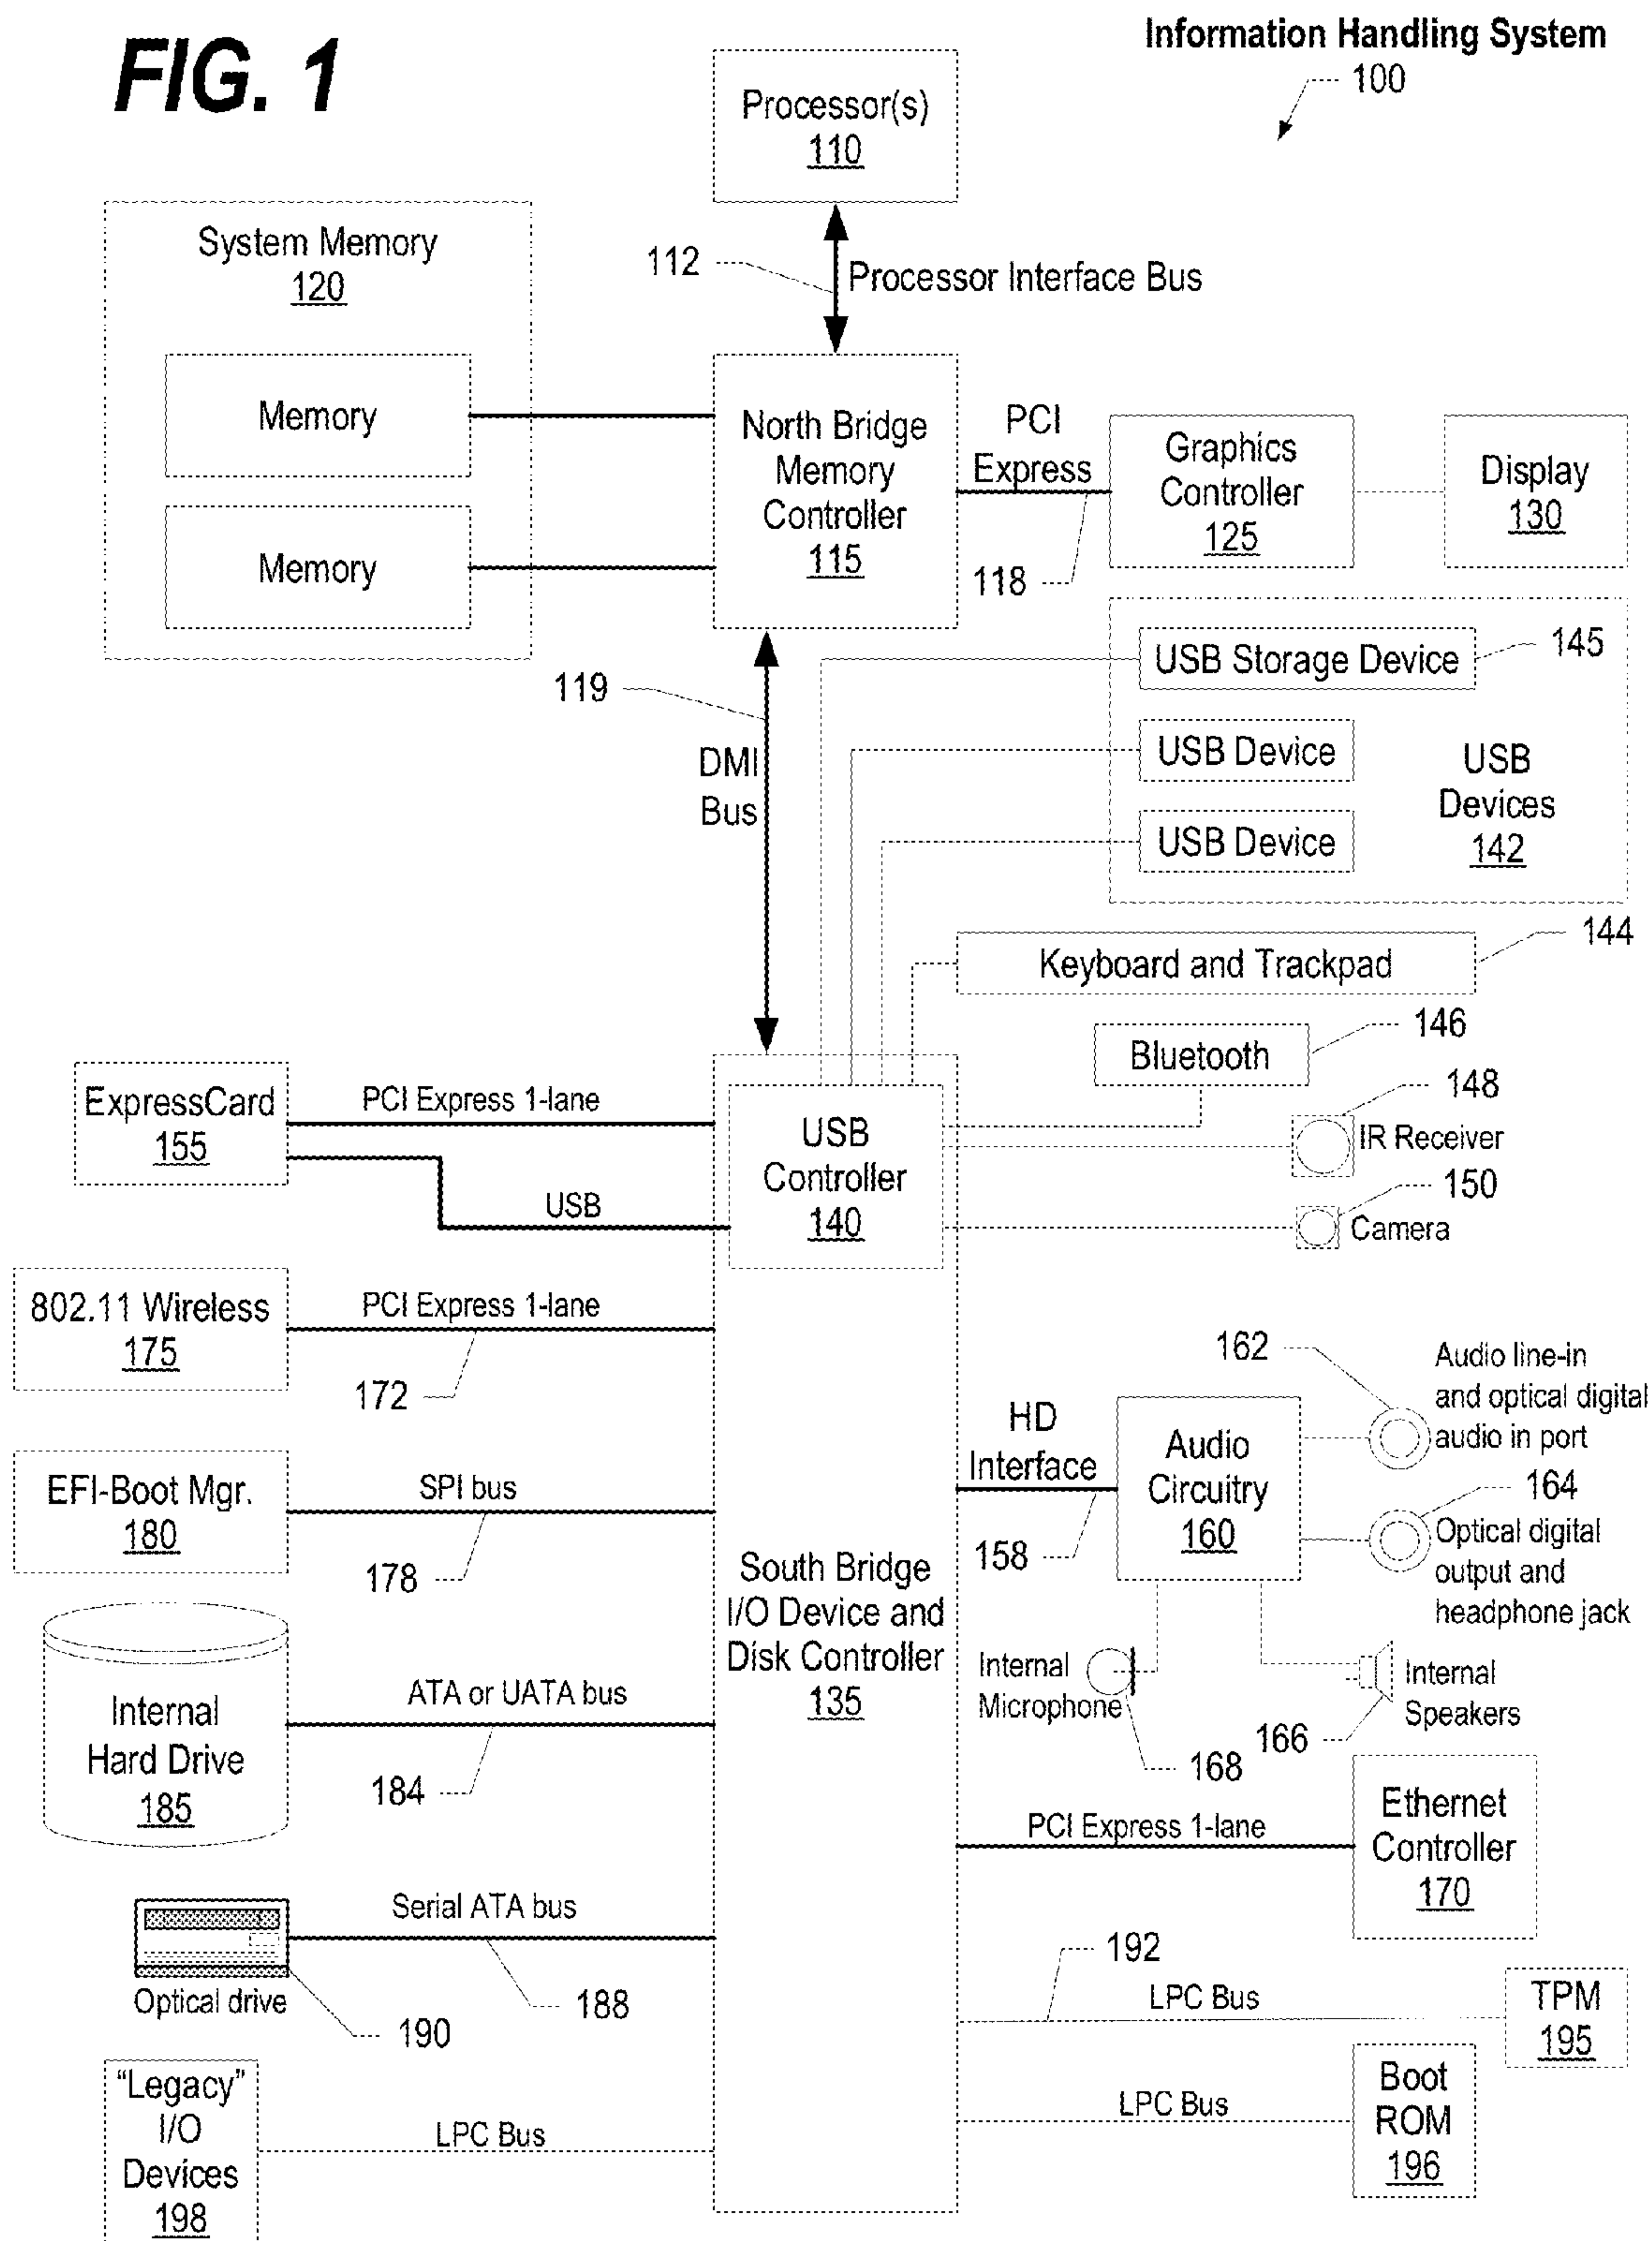 FIG. 1
Information Handling System
100
Processor(s)
110
System Memory
120
112
Processor Interface Bus
Memory
Memory
North Bridge
Memory
Controller
115
PCI
Express
118
Graphics
Controller
125
Display
130
119
DMI
Bus
USB Storage Device
145
USB Device
USB Device
USB
Devices
142
Keyboard and Trackpad
144
Bluetooth
146
148
IR Receiver
150
Camera
ExpressCard
155
PCI Express 1-lane
USB
USB
Controller
140
802.11 Wireless
175
PCI Express 1-lane
172
EFI-Boot Mgr.
180
SPI bus
178
South Bridge
I/O Device and
Disk Controller
135
HD
Interface
158
Audio
Circuitry
160
162
Audio line-in
and optical digital
audio in port
164
Optical digital
output and
headphone jack
Internal
Microphone
168
166
Internal
Speakers
Internal
Hard Drive
185
ATA or UATA bus
184
PCI Express 1-lane
Ethernet
Controller
170
Serial ATA bus
188
Optical drive
190
192
LPC Bus
TPM
195
"Legacy"
I/O
Devices
198
LPC Bus
LPC Bus
Boot
ROM
196